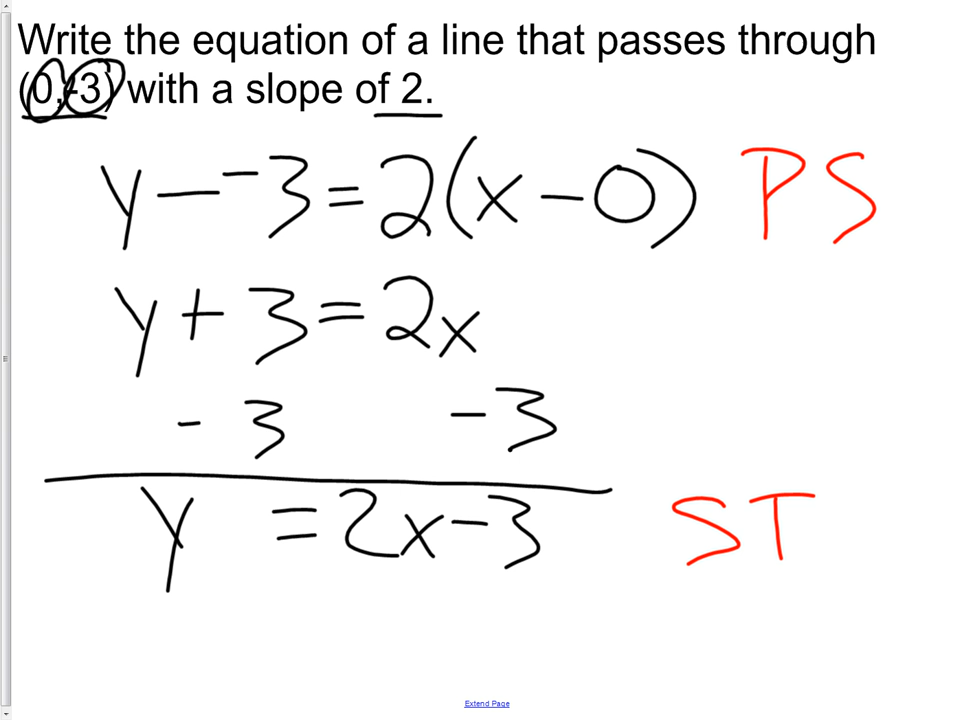 Write the equation of a line that passes through
(0,-3) with a slope of 2.
y - -3 = 2(x - 0) PS
y + 3 = 2x
- 3 - 3
y = 2x - 3 ST
Extend Page